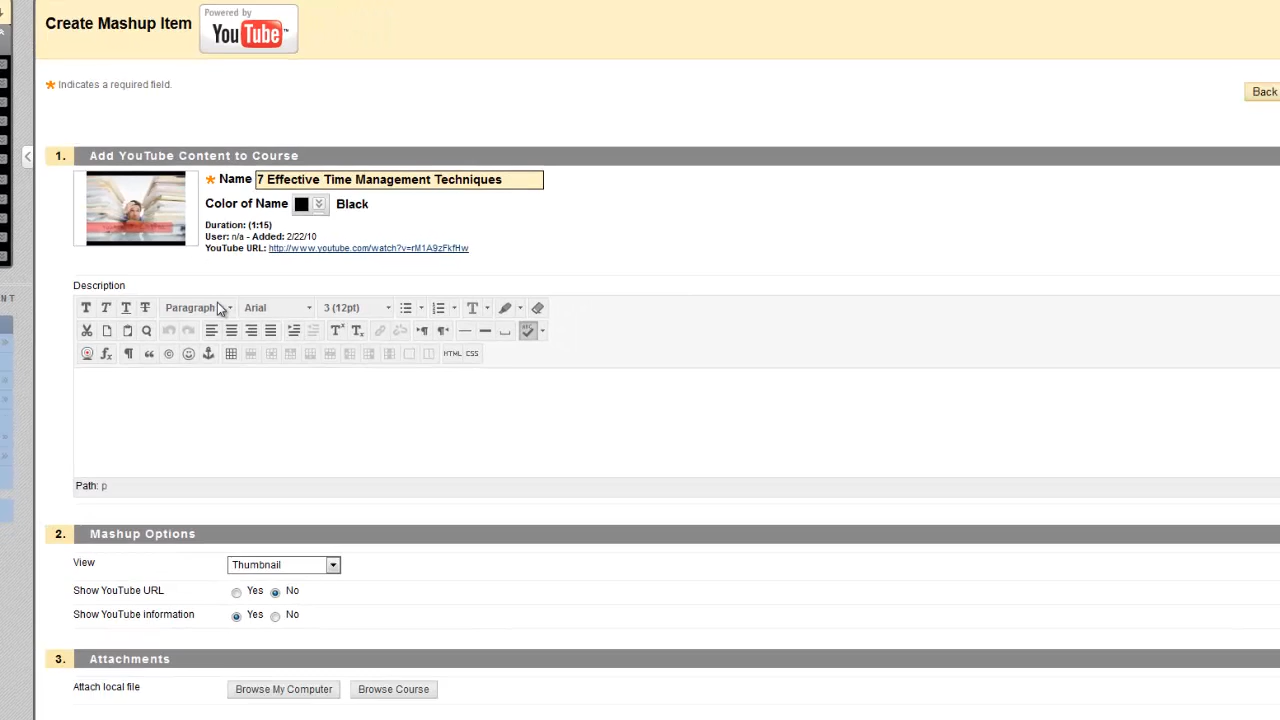 Create Mashup Item
Powered by
YouTube™
* Indicates a required field.
Back
1. Add YouTube Content to Course
* Name 7 Effective Time Management Techniques
Color of Name Black
Duration: (1:15)
User: n/a - Added: 2/22/10
YouTube URL: http://www.youtube.com/watch?v=rM1A9zFkfHw
Description
T T T T Paragraph Arial 3 (12pt) T
ABC
HTML CSS
Path: p
2. Mashup Options
View Thumbnail
Show YouTube URL Yes No
Show YouTube information Yes No
3. Attachments
Attach local file Browse My Computer Browse Course
NT